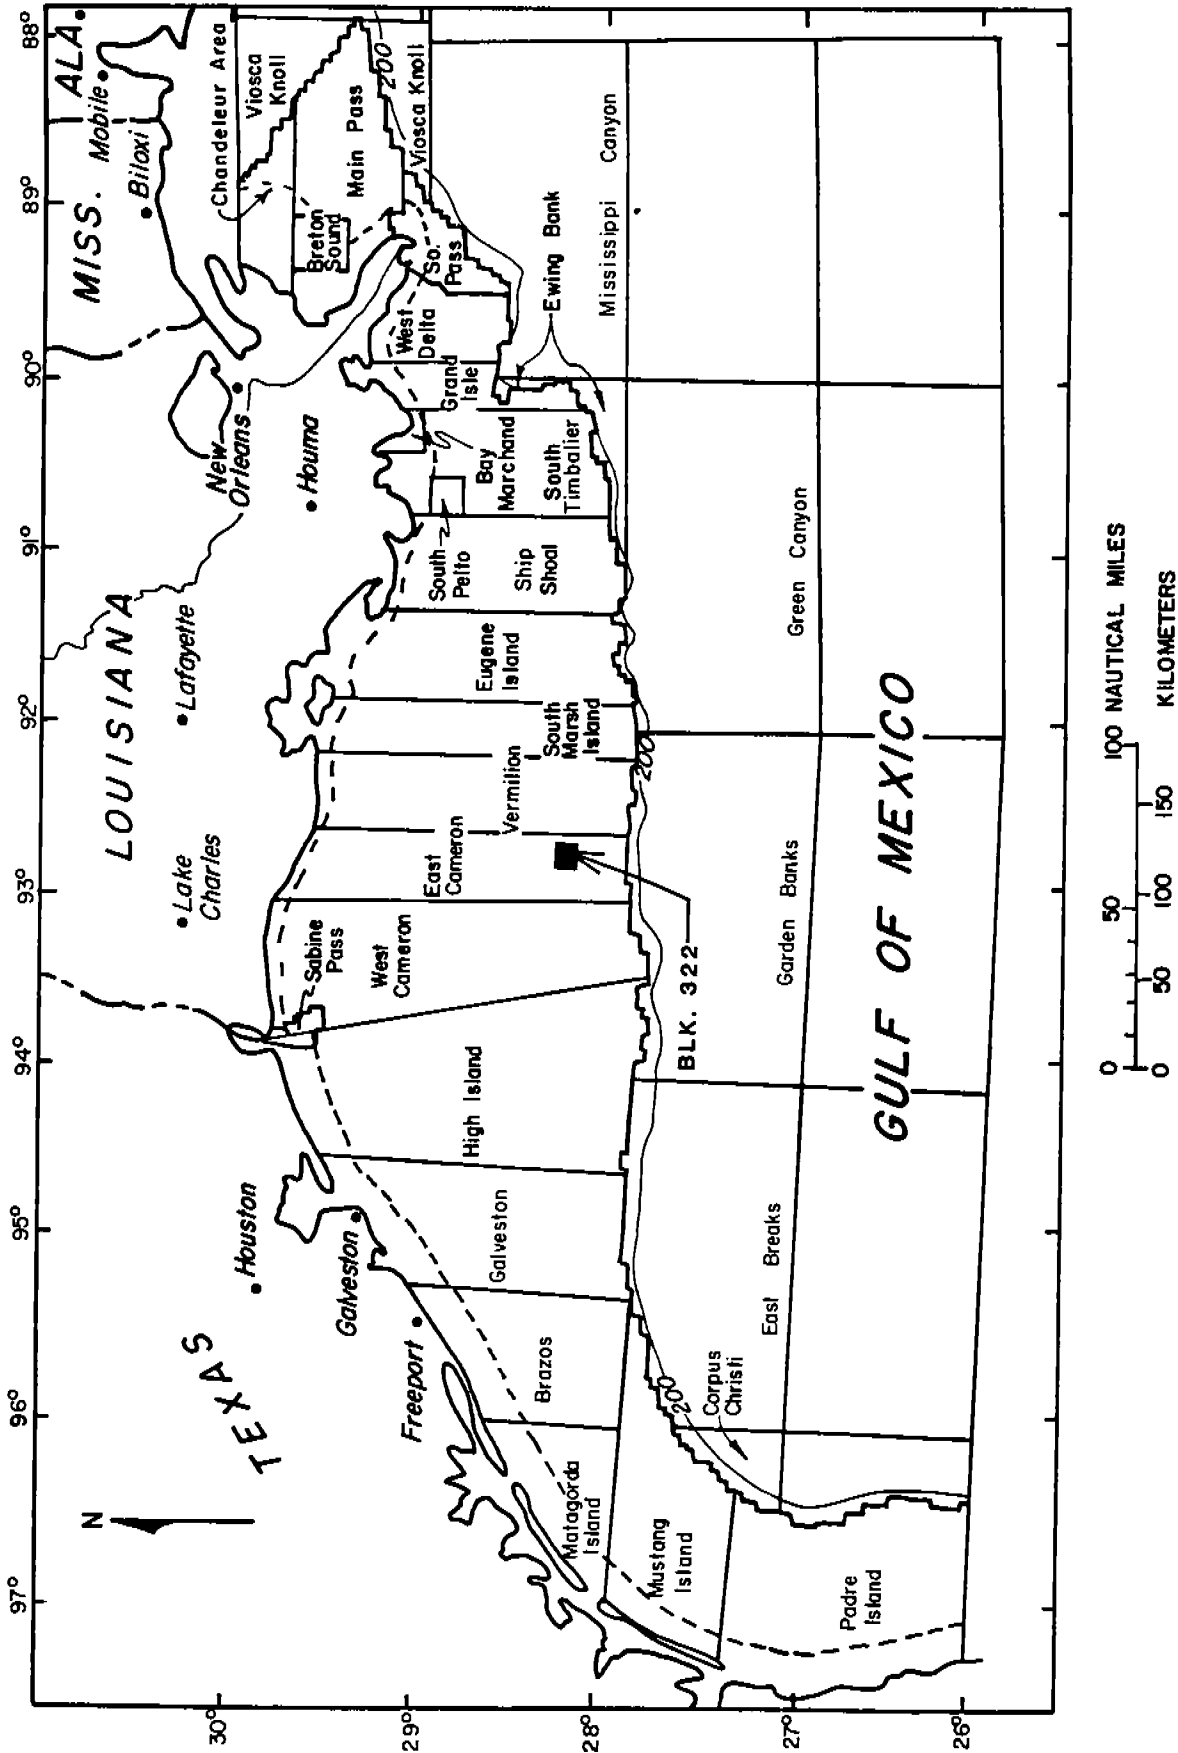 97°
96°
95°
94°
93°
92°
91°
90°
89°
88°
30°
29°
28°
27°
26°
N
TEXAS
LOUISIANA
MISS.
ALA.
Houston
Galveston
Freeport
Lake
Charles
Lafayette
Houma
New
Orleans
Biloxi
Mobile
Padre
Island
Mustang
Island
Matagorda
Island
Corpus
Christi
Brazos
Galveston
High Island
Sabine
Pass
West
Cameron
East
Cameron
Vermilion
South
Marsh
Island
Eugene
Island
Ship
Shoal
South
Pelto
South
Timbalier
Bay
Marchand
Grand
Isle
West
Delta
So.
Pass
Breton
Sound
Main Pass
Chandeleur Area
Viosca
Knoll
Viosca Knoll
Ewing Bank
Mississippi Canyon
Green Canyon
Garden Banks
East Breaks
200
200
200
BLK. 322
GULF OF MEXICO
0 50 100 NAUTICAL MILES
0 50 100 150 KILOMETERS